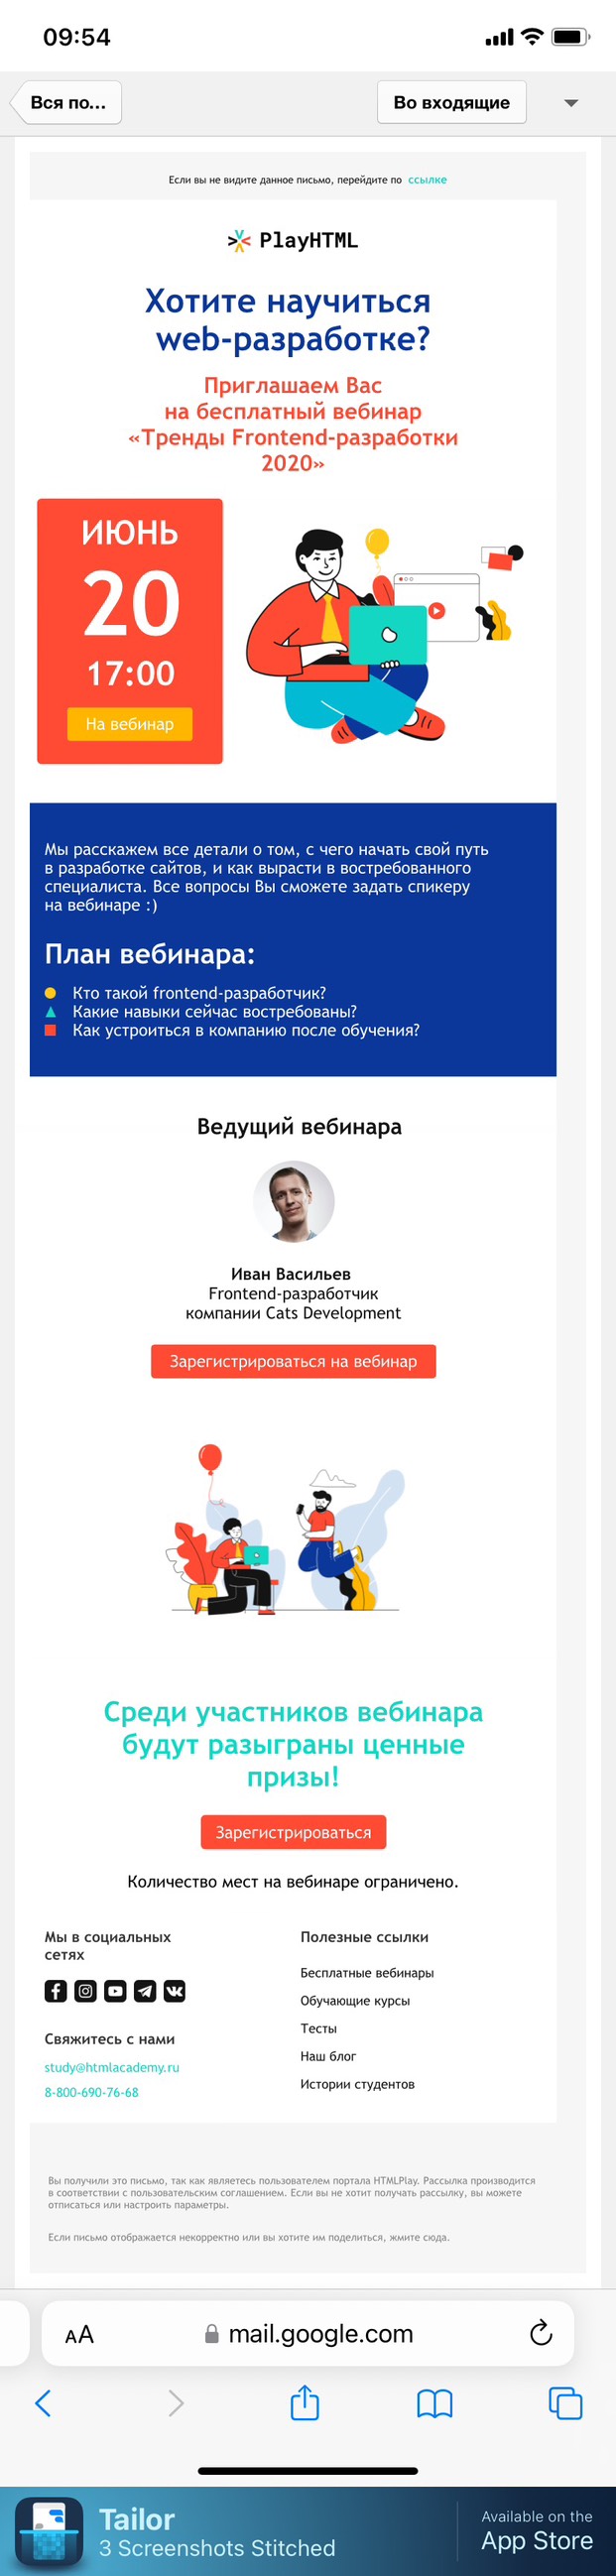 09:54
Вся по...
Во входящие
Если вы не видите данное письмо, перейдите по ссылке
PlayHTML
Хотите научиться
web-разработке?
Приглашаем Вас
на бесплатный вебинар
«Тренды Frontend-разработки
2020»
ИЮНЬ
20
17:00
На вебинар
Мы расскажем все детали о том, с чего начать свой путь
в разработке сайтов, и как вырасти в востребованного
специалиста. Все вопросы Вы сможете задать спикеру
на вебинаре :)
План вебинара:
Кто такой frontend-разработчик?
Какие навыки сейчас востребованы?
Как устроиться в компанию после обучения?
Ведущий вебинара
Иван Васильев
Frontend-разработчик
компании Cats Development
Зарегистрироваться на вебинар
Среди участников вебинара
будут разыграны ценные
призы!
Зарегистрироваться
Количество мест на вебинаре ограничено.
Мы в социальных
сетях
Свяжитесь с нами
study@htmlacademy.ru
8-800-690-76-68
Полезные ссылки
Бесплатные вебинары
Обучающие курсы
Тесты
Наш блог
Истории студентов
Вы получили это письмо, так как являетесь пользователем портала HTMLPlay. Рассылка производится
в соответствии с пользовательским соглашением. Если вы не хотит получать рассылку, вы можете
отписаться или настроить параметры.
Если письмо отображается некорректно или вы хотите им поделиться, жмите сюда.
AA
mail.google.com
Tailor
3 Screenshots Stitched
Available on the
App Store